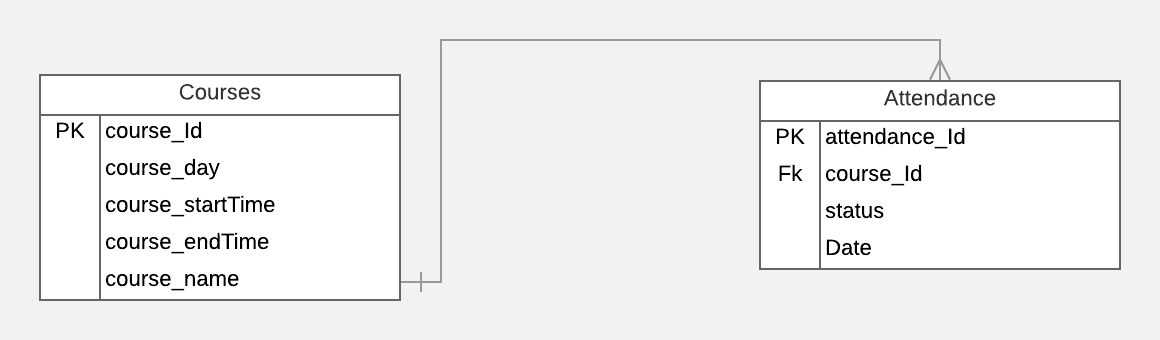 Courses
PK course_Id
course_day
course_startTime
course_endTime
course_name
Attendance
PK attendance_Id
Fk course_Id
status
Date